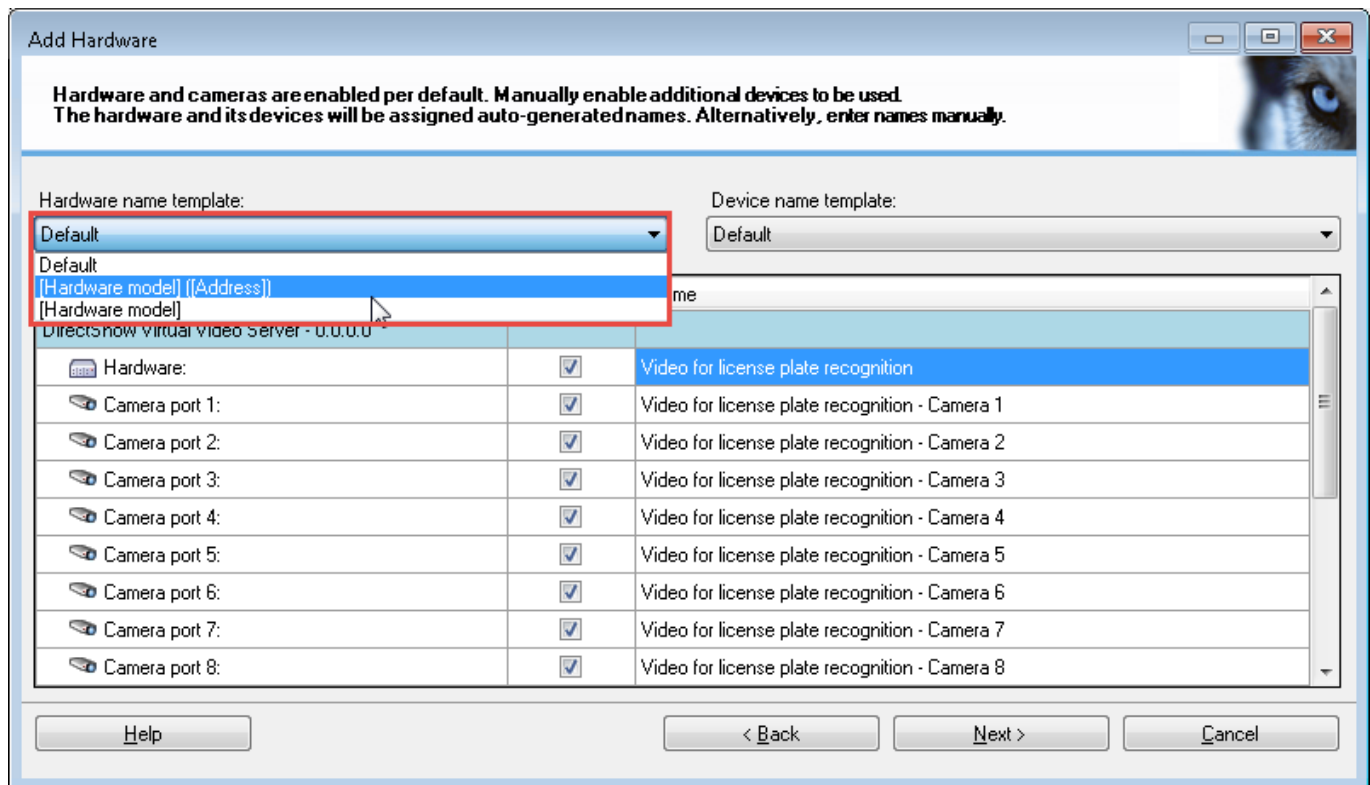 Add Hardware
Hardware and cameras are enabled per default. Manually enable additional devices to be used.
The hardware and its devices will be assigned auto-generated names. Alternatively, enter names manually.
Hardware name template:
Device name template:
Default
Default
Default
[Hardware model] ([Address])
[Hardware model]
me
DirectShow Virtual Video Server - 0.0.0.0
Hardware:
Video for license plate recognition
Camera port 1:
Video for license plate recognition - Camera 1
Camera port 2:
Video for license plate recognition - Camera 2
Camera port 3:
Video for license plate recognition - Camera 3
Camera port 4:
Video for license plate recognition - Camera 4
Camera port 5:
Video for license plate recognition - Camera 5
Camera port 6:
Video for license plate recognition - Camera 6
Camera port 7:
Video for license plate recognition - Camera 7
Camera port 8:
Video for license plate recognition - Camera 8
Help
< Back
Next >
Cancel